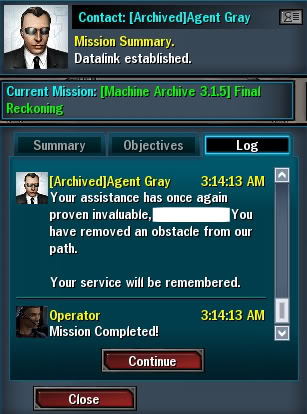 Contact: [Archived]Agent Gray
Mission Summary.
Datalink established.
Current Mission: [Machine Archive 3.1.5] Final
Reckoning
Summary
Objectives
Log
[Archived]Agent Gray 3:14:13 AM
Your assistance has once again
proven invaluable, You
have removed an obstacle from our
path.
Your service will be remembered.
Operator 3:14:13 AM
Mission Completed!
Continue
Close